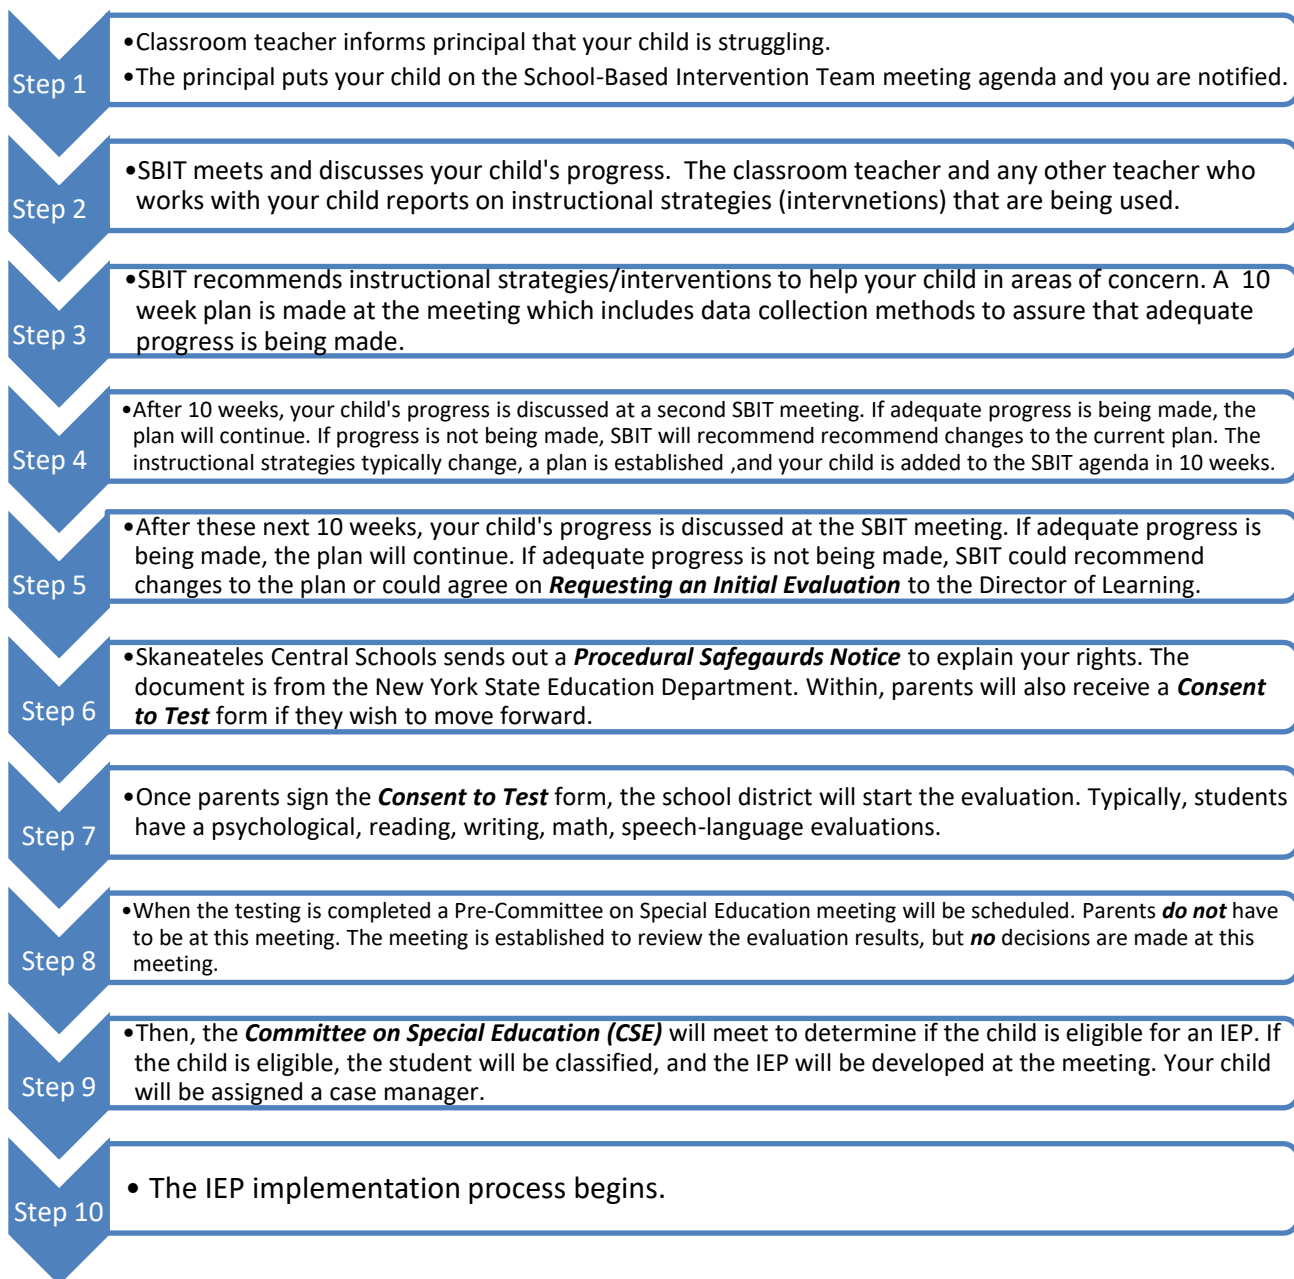 Step 1
•Classroom teacher informs principal that your child is struggling.
•The principal puts your child on the School-Based Intervention Team meeting agenda and you are notified.
Step 2
•SBIT meets and discusses your child's progress.  The classroom teacher and any other teacher who
works with your child reports on instructional strategies (intervnetions) that are being used.
Step 3
•SBIT recommends instructional strategies/interventions to help your child in areas of concern. A  10
week plan is made at the meeting which includes data collection methods to assure that adequate
progress is being made.
Step 4
•After 10 weeks, your child's progress is discussed at a second SBIT meeting. If adequate progress is being made, the
plan will continue. If progress is not being made, SBIT will recommend recommend changes to the current plan. The
instructional strategies typically change, a plan is established ,and your child is added to the SBIT agenda in 10 weeks.
Step 5
•After these next 10 weeks, your child's progress is discussed at the SBIT meeting. If adequate progress is
being made, the plan will continue. If adequate progress is not being made, SBIT could recommend
changes to the plan or could agree on Requesting an Initial Evaluation to the Director of Learning.
Step 6
•Skaneateles Central Schools sends out a Procedural Safegaurds Notice to explain your rights. The
document is from the New York State Education Department. Within, parents will also receive a Consent
to Test form if they wish to move forward.
Step 7
•Once parents sign the Consent to Test form, the school district will start the evaluation. Typically, students
have a psychological, reading, writing, math, speech-language evaluations.
Step 8
•When the testing is completed a Pre-Committee on Special Education meeting will be scheduled. Parents do not have
to be at this meeting. The meeting is established to review the evaluation results, but no decisions are made at this
meeting.
Step 9
•Then, the Committee on Special Education (CSE) will meet to determine if the child is eligible for an IEP. If
the child is eligible, the student will be classified, and the IEP will be developed at the meeting. Your child
will be assigned a case manager.
Step 10
• The IEP implementation process begins.